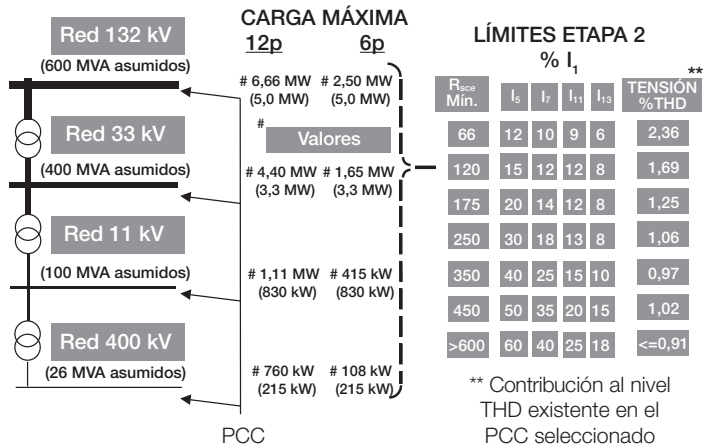 CARGA MÁXIMA
12p 6p
Red 132 kV
(600 MVA asumidos)
# 6,66 MW # 2,50 MW
(5,0 MW) (5,0 MW)
#
Valores
Red 33 kV
(400 MVA asumidos)
# 4,40 MW # 1,65 MW
(3,3 MW) (3,3 MW)
Red 11 kV
(100 MVA asumidos)
# 1,11 MW # 415 kW
(830 kW) (830 kW)
Red 400 kV
(26 MVA asumidos)
# 760 kW # 108 kW
(215 kW) (215 kW)
PCC
LÍMITES ETAPA 2
% I1
**
Rsce Mín. I5 I7 I11 I13 TENSIÓN %THD
66 12 10 9 6 2,36
120 15 12 12 8 1,69
175 20 14 12 8 1,25
250 30 18 13 8 1,06
350 40 25 15 10 0,97
450 50 35 20 15 1,02
>600 60 40 25 18 <=0,91
** Contribución al nivel
THD existente en el
PCC seleccionado